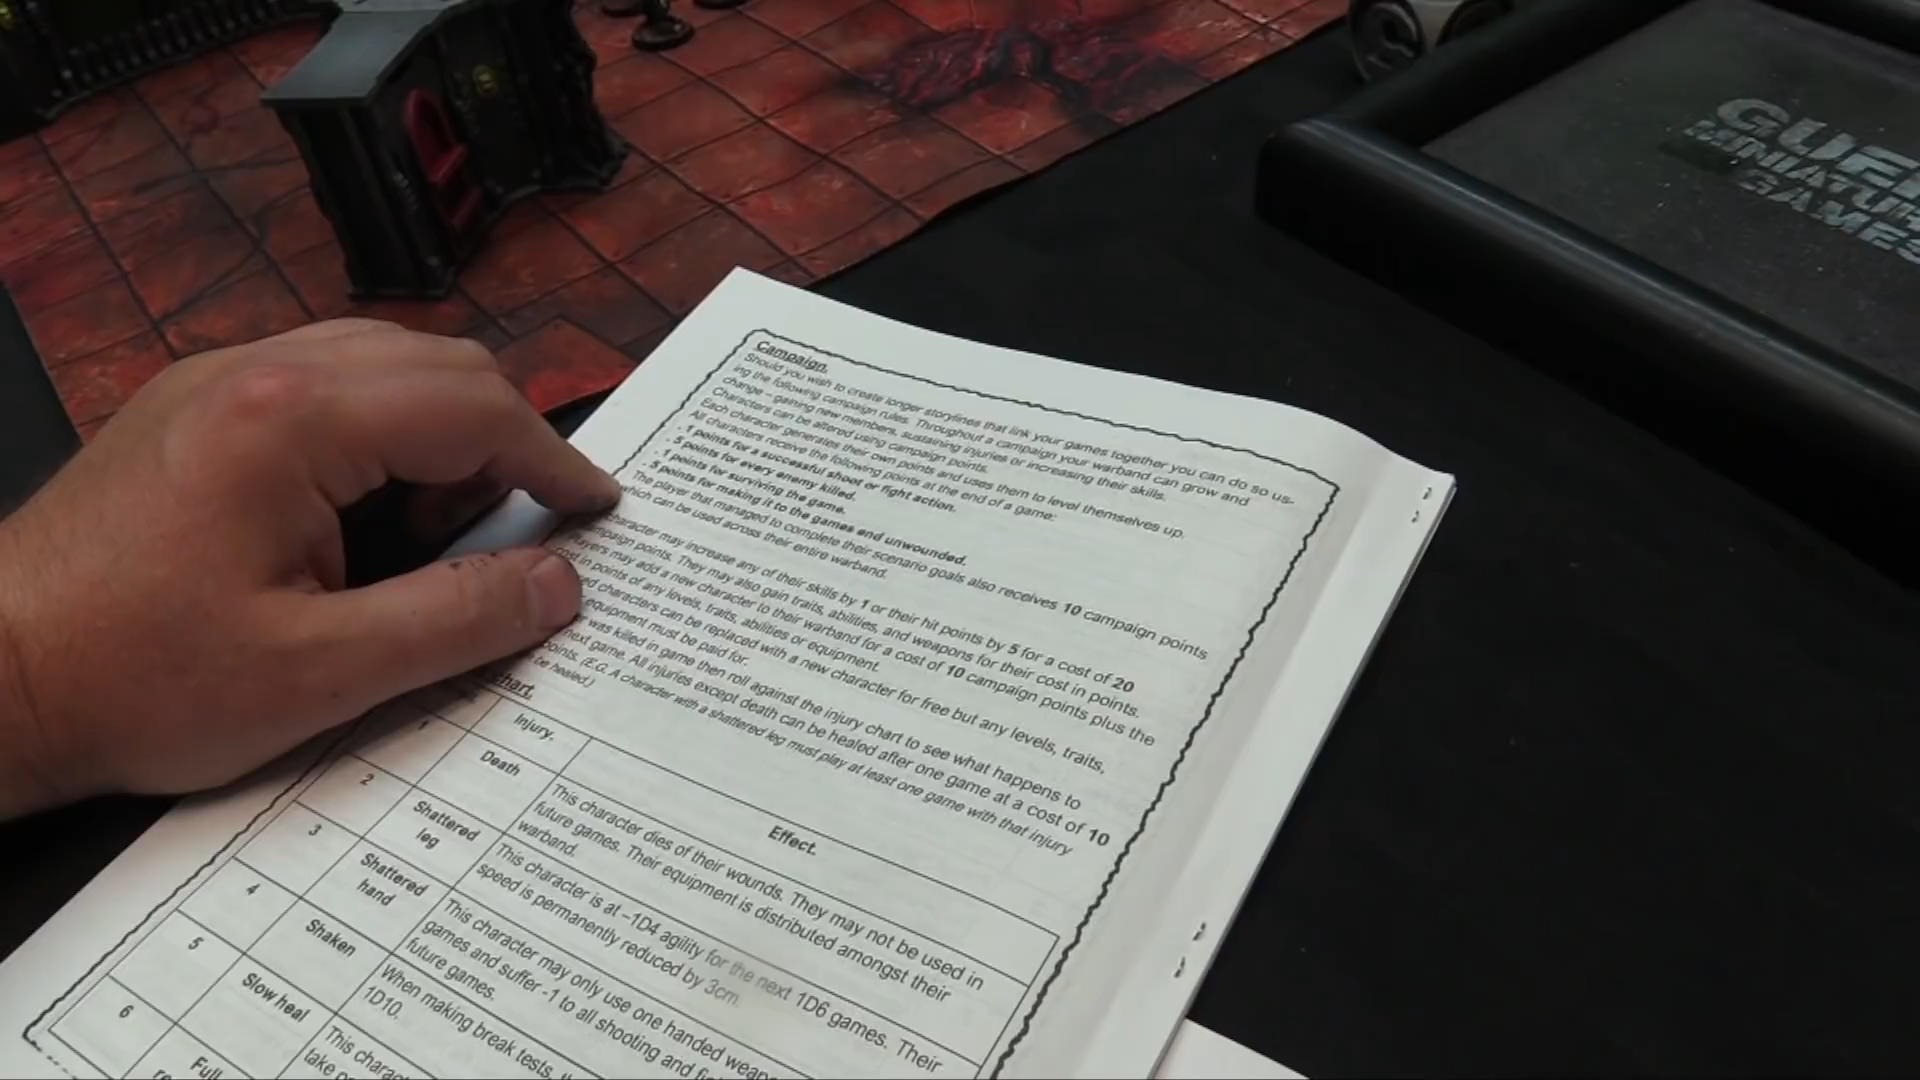 GUE
MINIATU
GAMES
Campaign.
Should you wish to create longer storylines that link your games together you can do so us-
ing the following campaign rules. Throughout a campaign your warband can grow and
change – gaining new members, sustaining injuries or increasing their skills.
Characters can be altered using campaign points.
Each character generates their own points and uses them to level themselves up.
All characters receive the following points at the end of a game:
- 1 points for a successful shoot or fight action.
- 5 points for every enemy killed.
- 1 points for surviving the game.
- 5 points for making it to the games end unwounded.
The player that managed to complete their scenario goals also receives 10 campaign points
which can be used across their entire warband.
character may increase any of their skills by 1 or their hit points by 5 for a cost of 20
campaign points. They may also gain traits, abilities, and weapons for their cost in points.
Players may add a new character to their warband for a cost of 10 campaign points plus the
cost in points of any levels, traits, abilities or equipment.
characters can be replaced with a new character for free but any levels, traits,
equipment must be paid for.
was killed in game then roll against the injury chart to see what happens to
next game. All injuries except death can be healed after one game at a cost of 10
points. (E.G. A character with a shattered leg must play at least one game with that injury
be healed.)
chart.
Injury. Effect.
1 Death This character dies of their wounds. They may not be used in
future games. Their equipment is distributed amongst their
warband.
2 Shattered leg This character is at –1D4 agility for the next 1D6 games. Their
speed is permanently reduced by 3cm.
3 Shattered hand This character may only use one handed
games and suffer -1 to all shooting and
future games.
4 Shaken When making break tests,
1D10.
5 Slow heal This
take
6 Full